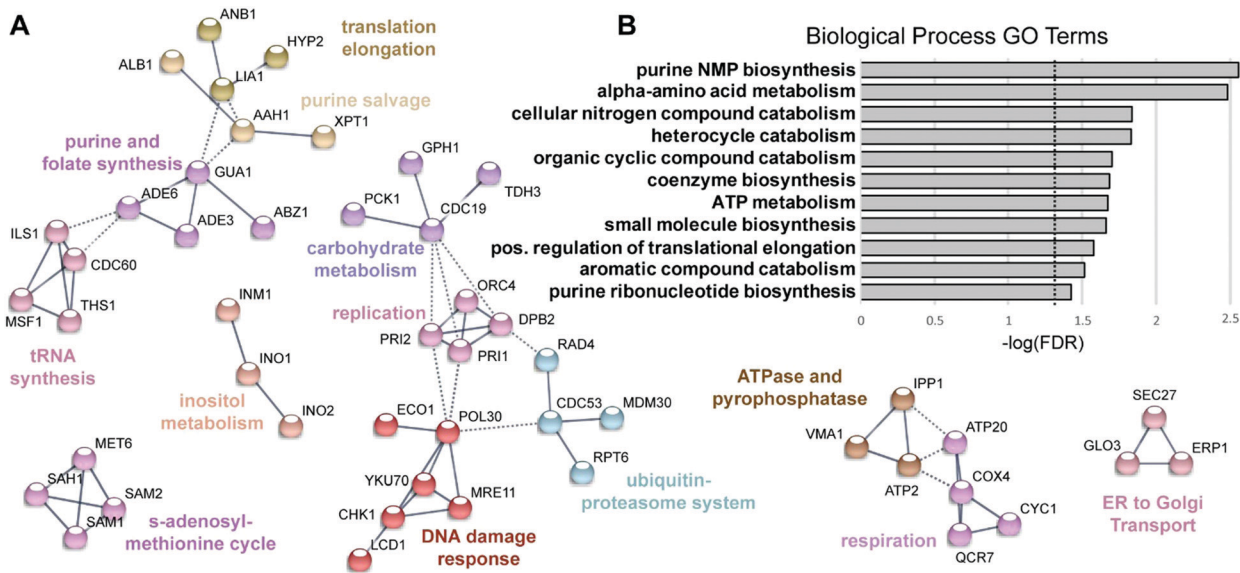 A
ANB1
translation
elongation
HYP2
ALB1
LIA1
purine salvage
AAH1
XPT1
purine and
folate synthesis
GUA1
ADE6
ADE3
ABZ1
ILS1
CDC60
MSF1
THS1
tRNA
synthesis
GPH1
PCK1
TDH3
CDC19
carbohydrate
metabolism
ORC4
replication
DPB2
PRI2
PRI1
INM1
INO1
inositol
metabolism
INO2
RAD4
CDC53
MDM30
RPT6
ubiquitin-
proteasome system
ECO1
POL30
YKU70
MRE11
CHK1
LCD1
DNA damage
response
MET6
SAH1
SAM2
SAM1
s-adenosyl-
methionine cycle
B
Biological Process GO Terms
purine NMP biosynthesis
alpha-amino acid metabolism
cellular nitrogen compound catabolism
heterocycle catabolism
organic cyclic compound catabolism
coenzyme biosynthesis
ATP metabolism
small molecule biosynthesis
pos. regulation of translational elongation
aromatic compound catabolism
purine ribonucleotide biosynthesis
0 0.5 1 1.5 2 2.5
-log(FDR)
ATPase and
pyrophosphatase
IPP1
VMA1
ATP20
ATP2
COX4
CYC1
respiration
QCR7
SEC27
GLO3
ERP1
ER to Golgi
Transport